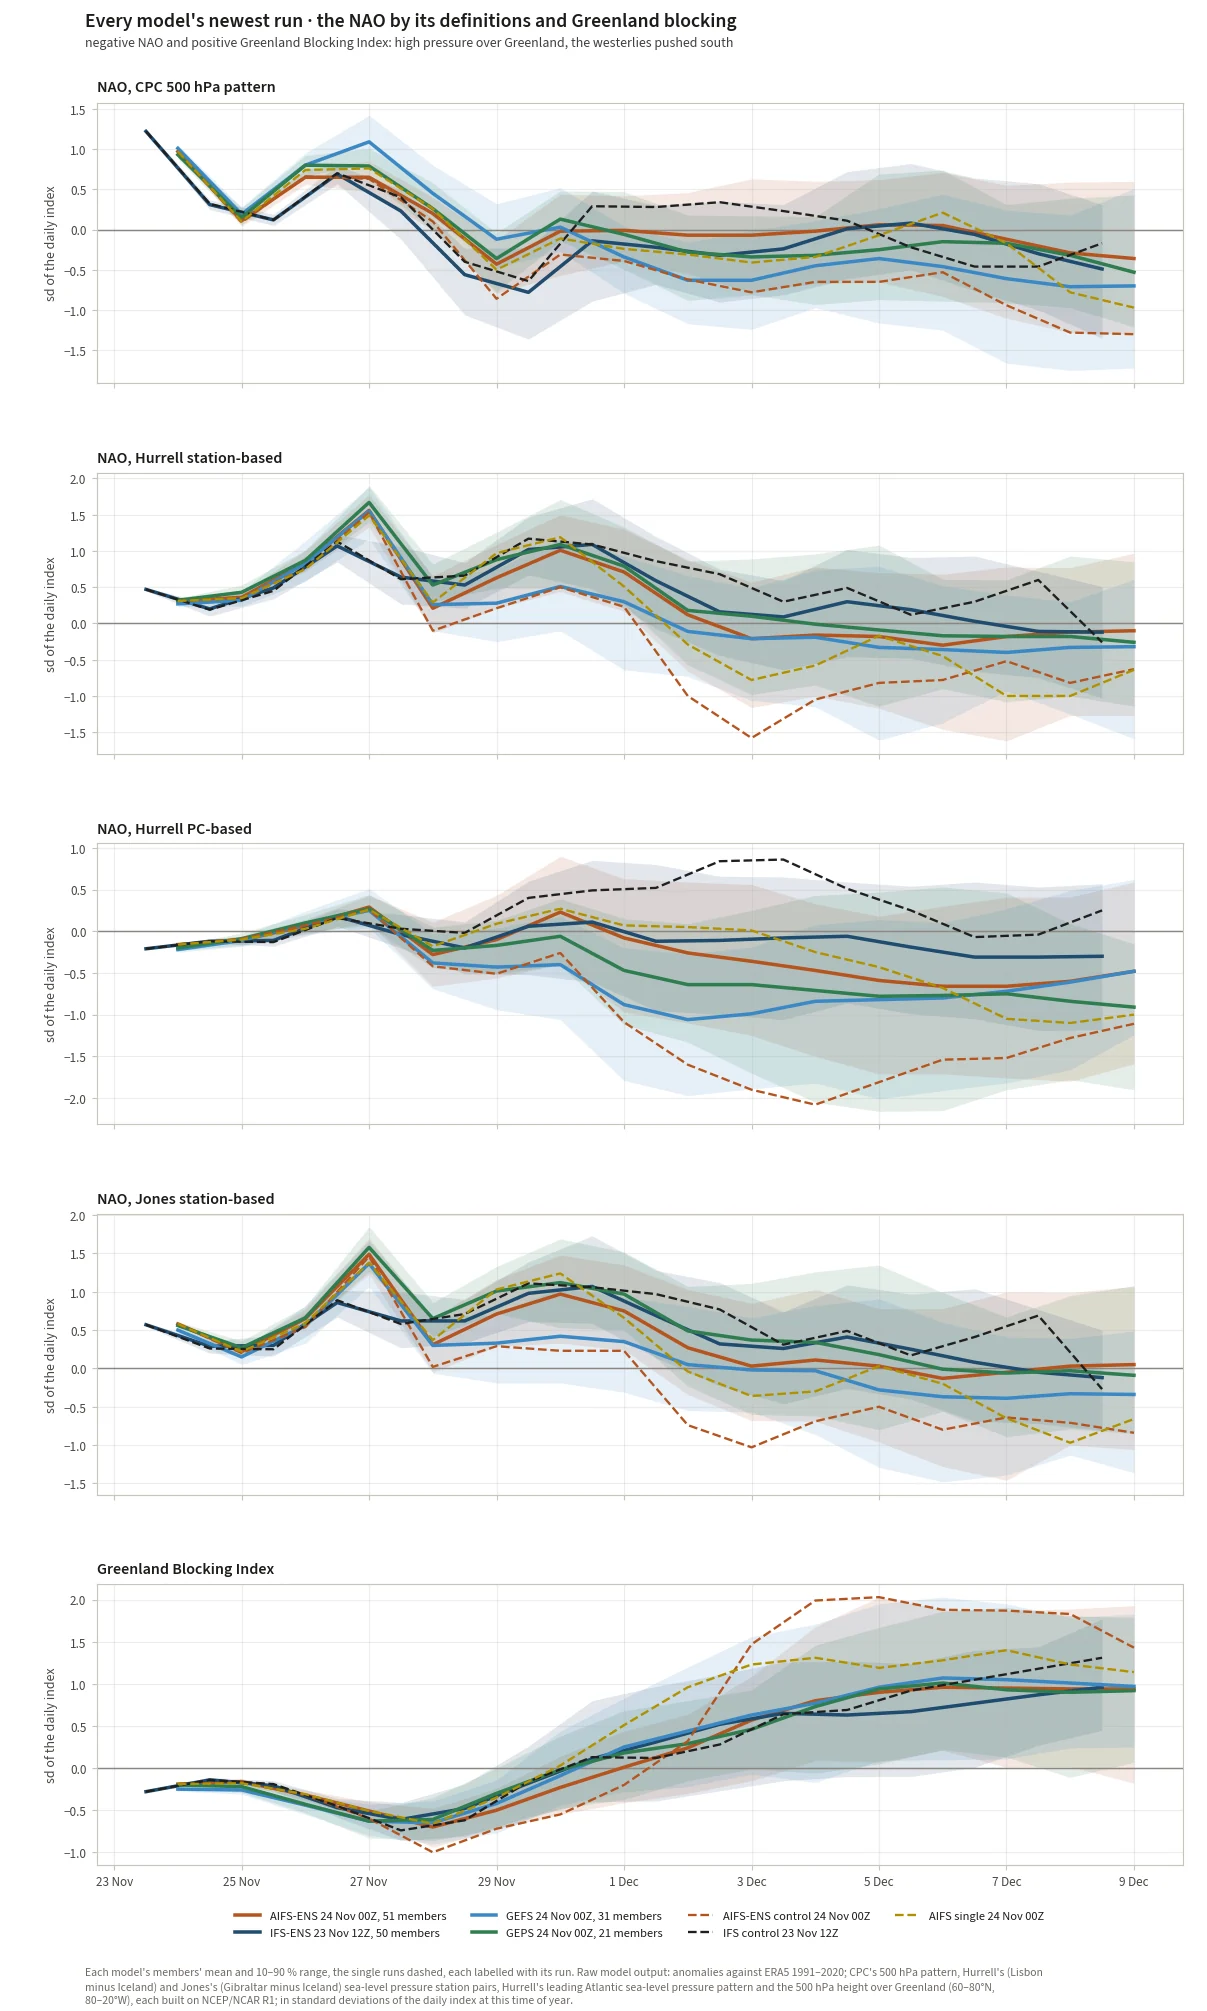 Every model's newest run · the NAO by its definitions and Greenland blocking
negative NAO and positive Greenland Blocking Index: high pressure over Greenland, the westerlies pushed south
NAO, CPC 500 hPa pattern
sd of the daily index
1.5
1.0
0.5
0.0
−0.5
−1.0
−1.5
NAO, Hurrell station-based
sd of the daily index
2.0
1.5
1.0
0.5
0.0
−0.5
−1.0
−1.5
NAO, Hurrell PC-based
sd of the daily index
1.0
0.5
0.0
−0.5
−1.0
−1.5
−2.0
NAO, Jones station-based
sd of the daily index
2.0
1.5
1.0
0.5
0.0
−0.5
−1.0
−1.5
Greenland Blocking Index
sd of the daily index
2.0
1.5
1.0
0.5
0.0
−0.5
−1.0
23 Nov 25 Nov 27 Nov 29 Nov 1 Dec 3 Dec 5 Dec 7 Dec 9 Dec
AIFS-ENS 24 Nov 00Z, 51 members GEFS 24 Nov 00Z, 31 members AIFS-ENS control 24 Nov 00Z AIFS single 24 Nov 00Z
IFS-ENS 23 Nov 12Z, 50 members GEPS 24 Nov 00Z, 21 members IFS control 23 Nov 12Z
Each model's members' mean and 10–90 % range, the single runs dashed, each labelled with its run. Raw model output: anomalies against ERA5 1991–2020; CPC's 500 hPa pattern, Hurrell's (Lisbon
minus Iceland) and Jones's (Gibraltar minus Iceland) sea-level pressure station pairs, Hurrell's leading Atlantic sea-level pressure pattern and the 500 hPa height over Greenland (60–80°N,
80–20°W), each built on NCEP/NCAR R1; in standard deviations of the daily index at this time of year.